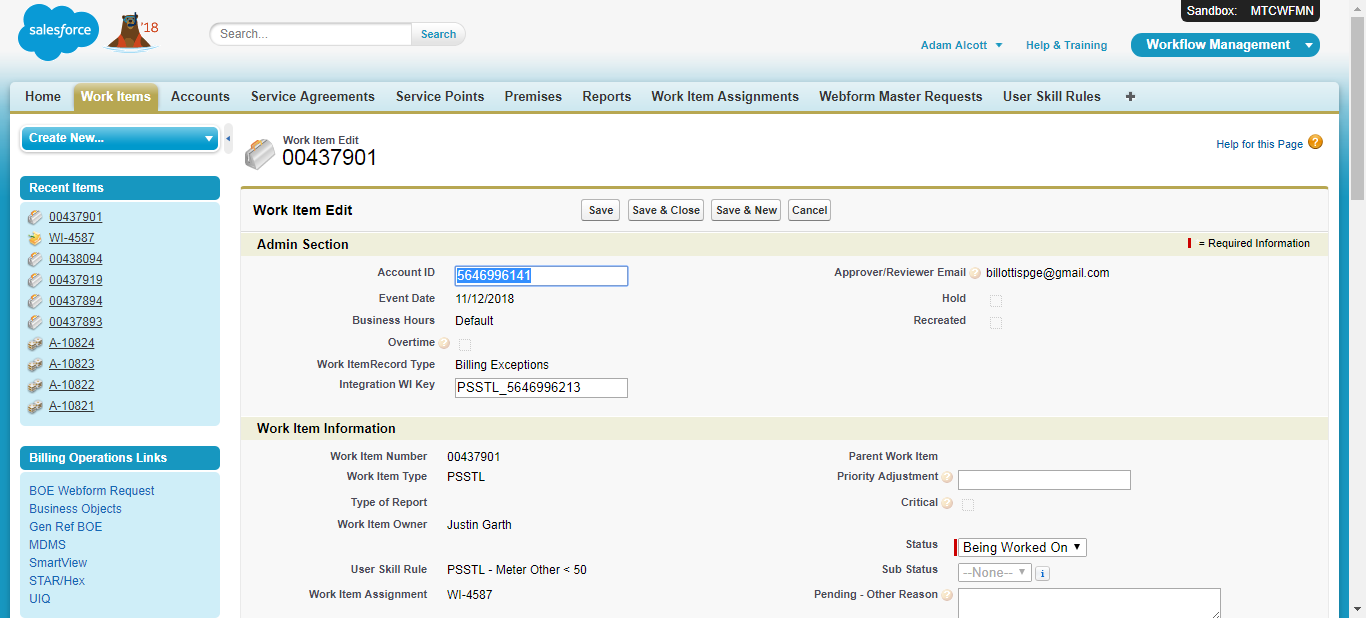 Sandbox: MTCWFMN
salesforce '18 Search... Search
Adam Alcott Help & Training Workflow Management
Home Work Items Accounts Service Agreements Service Points Premises Reports Work Item Assignments Webform Master Requests User Skill Rules +
Create New...
Recent Items
00437901
WI-4587
00438094
00437919
00437894
00437893
A-10824
A-10823
A-10822
A-10821
Billing Operations Links
BOE Webform Request
Business Objects
Gen Ref BOE
MDMS
SmartView
STAR/Hex
UIQ
Work Item Edit
00437901
Help for this Page ?
Work Item Edit Save Save & Close Save & New Cancel
Admin Section = Required Information
Account ID 5646996141 Approver/Reviewer Email ? billottispge@gmail.com
Event Date 11/12/2018 Hold
Business Hours Default Recreated
Overtime ?
Work ItemRecord Type Billing Exceptions
Integration WI Key PSSTL_5646996213
Work Item Information
Work Item Number 00437901 Parent Work Item
Work Item Type PSSTL Priority Adjustment ?
Type of Report Critical ?
Work Item Owner Justin Garth
Status Being Worked On
User Skill Rule PSSTL - Meter Other < 50 Sub Status --None-- i
Work Item Assignment WI-4587 Pending - Other Reason ?